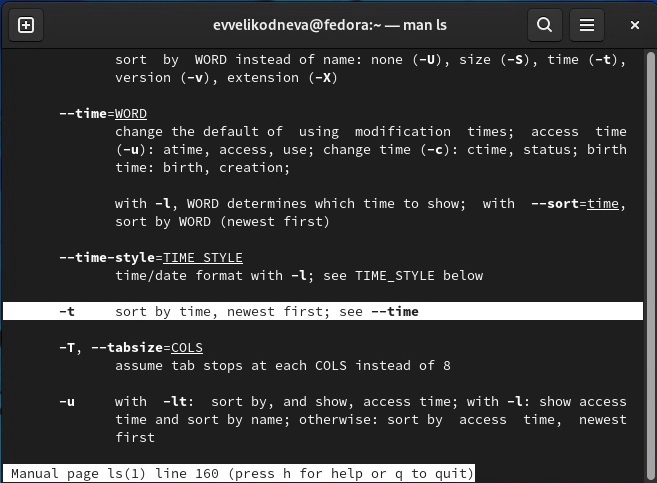 evvelikodneva@fedora:~ — man ls
sort  by  WORD instead of name: none (-U), size (-S), time (-t),
version (-v), extension (-X)
--time=WORD
change the default of  using  modification  times;  access  time
(-u): atime, access, use; change time (-c): ctime, status; birth
time: birth, creation;
with -l, WORD determines which time to show;  with  --sort=time,
sort by WORD (newest first)
--time-style=TIME_STYLE
time/date format with -l; see TIME_STYLE below
-t     sort by time, newest first; see --time
-T, --tabsize=COLS
assume tab stops at each COLS instead of 8
-u     with  -lt:  sort by, and show, access time; with -l: show access
time and sort by name; otherwise: sort by  access  time,  newest
first
Manual page ls(1) line 160 (press h for help or q to quit)